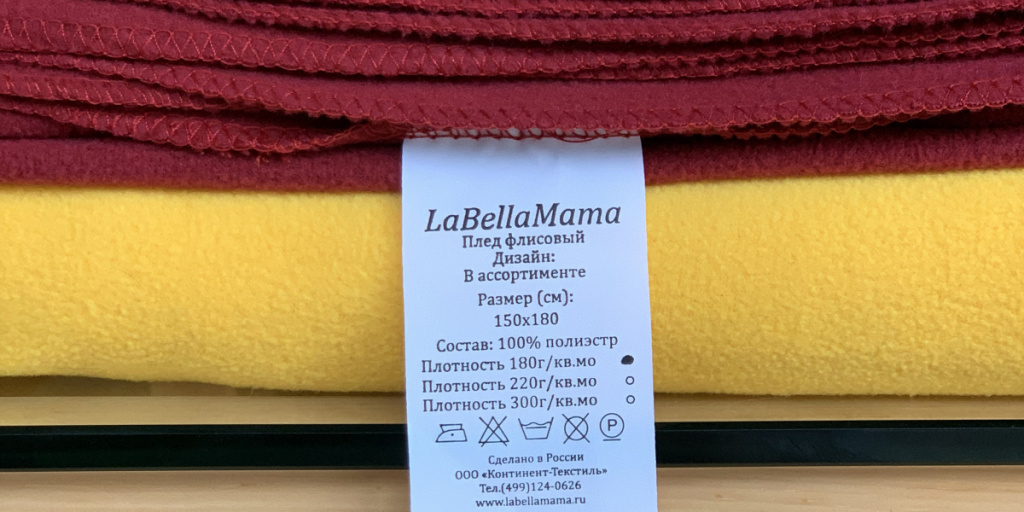 LaBellaMama
Плед флисовый
Дизайн:
В ассортименте
Размер (см):
150х180
Состав: 100% полиэстр
Плотность 180г/кв.мо
Плотность 220г/кв.мо
Плотность 300г/кв.мо
P
Сделано в России
ООО «Континент-Текстиль»
Тел.(499)124-0626
www.labellamama.ru